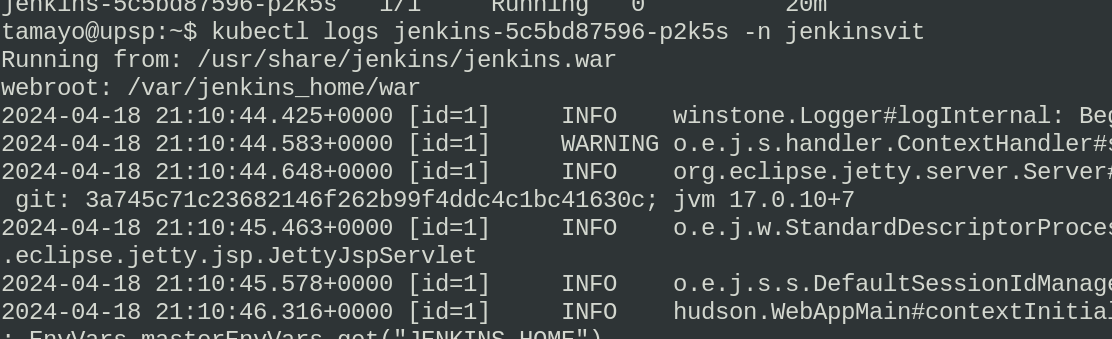 jenkins-5c5bd87596-p2k5s   1/1     Running   0          20m
tamayo@upsp:~$ kubectl logs jenkins-5c5bd87596-p2k5s -n jenkinsvit
Running from: /usr/share/jenkins/jenkins.war
webroot: /var/jenkins_home/war
2024-04-18 21:10:44.425+0000 [id=1]     INFO    winstone.Logger#logInternal: Beg
2024-04-18 21:10:44.583+0000 [id=1]     WARNING o.e.j.s.handler.ContextHandler#s
2024-04-18 21:10:44.648+0000 [id=1]     INFO    org.eclipse.jetty.server.Server#
 git: 3a745c71c23682146f262b99f4ddc4c1bc41630c; jvm 17.0.10+7
2024-04-18 21:10:45.463+0000 [id=1]     INFO    o.e.j.w.StandardDescriptorProces
.eclipse.jetty.jsp.JettyJspServlet
2024-04-18 21:10:45.578+0000 [id=1]     INFO    o.e.j.s.s.DefaultSessionIdManage
2024-04-18 21:10:46.316+0000 [id=1]     INFO    hudson.WebAppMain#contextInitial
: EnvVars.masterEnvVars.get("JENKINS_HOME")